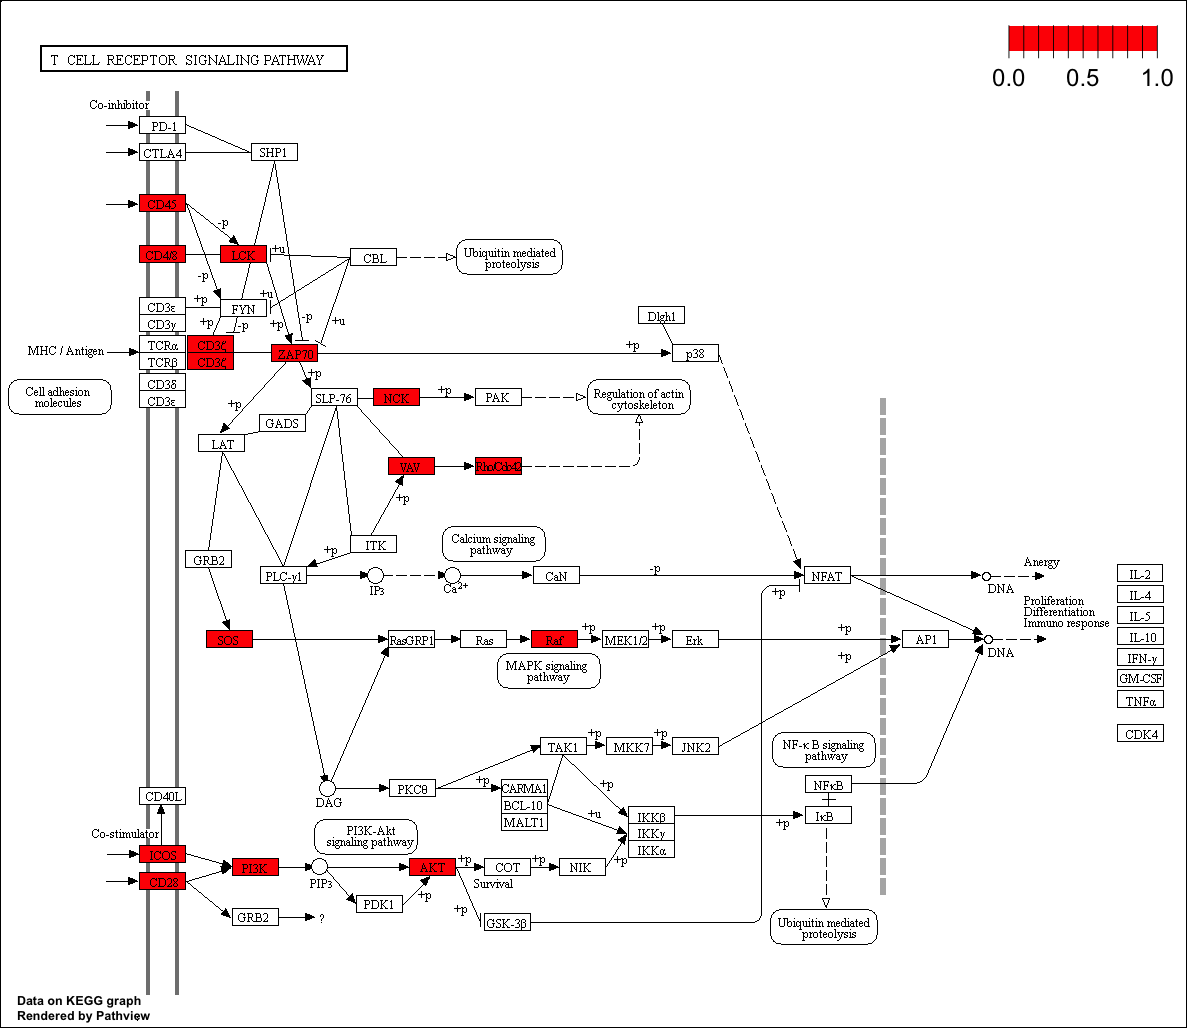 T CELL RECEPTOR SIGNALING PATHWAY
0.0 0.5 1.0
Co-inhibitor
PD-1
CTLA4
SHP1
CD45
-p
CD4/8
LCK
+u
CBL
Ubiquitin mediated
proteolysis
-p
CD3ε
+p
FYN
+u
CD3γ
+p
-p
+p
-p
+u
Dlgh1
MHC / Antigen
TCRα
CD3ζ
ZAP70
+p
p38
TCRβ
CD3ζ
Cell adhesion
molecules
CD3δ
CD3ε
+p
+p
SLP-76
NCK
+p
PAK
Regulation of actin
cytoskeleton
GADS
LAT
VAV
Rho/Cdc42
+p
ITK
+p
Calcium signaling
pathway
GRB2
PLC-γ1
IP3
Ca2+
CaN
-p
NFAT
+p
DNA
Anergy
Proliferation
Differentiation
Immuno response
SOS
RasGRP1
Ras
Raf
+p
MEK1/2
+p
Erk
+p
AP1
DNA
+p
MAPK signaling
pathway
IL-2
IL-4
IL-5
IL-10
IFN-γ
GM-CSF
TNFα
CDK4
TAK1
+p
MKK7
+p
JNK2
NF-κ B signaling
pathway
DAG
PKCθ
+p
CARMA1
BCL-10
MALT1
+p
+u
IKKβ
IKKγ
IKKα
+p
NFκB
IκB
CD40L
Co-stimulator
PI3K-Akt
signaling pathway
ICOS
CD28
PI3K
PIP3
AKT
+p
COT
+p
NIK
+p
Survival
PDK1
+p
+p
GSK-3β
GRB2
?
Ubiquitin mediated
proteolysis
Data on KEGG graph
Rendered by Pathview